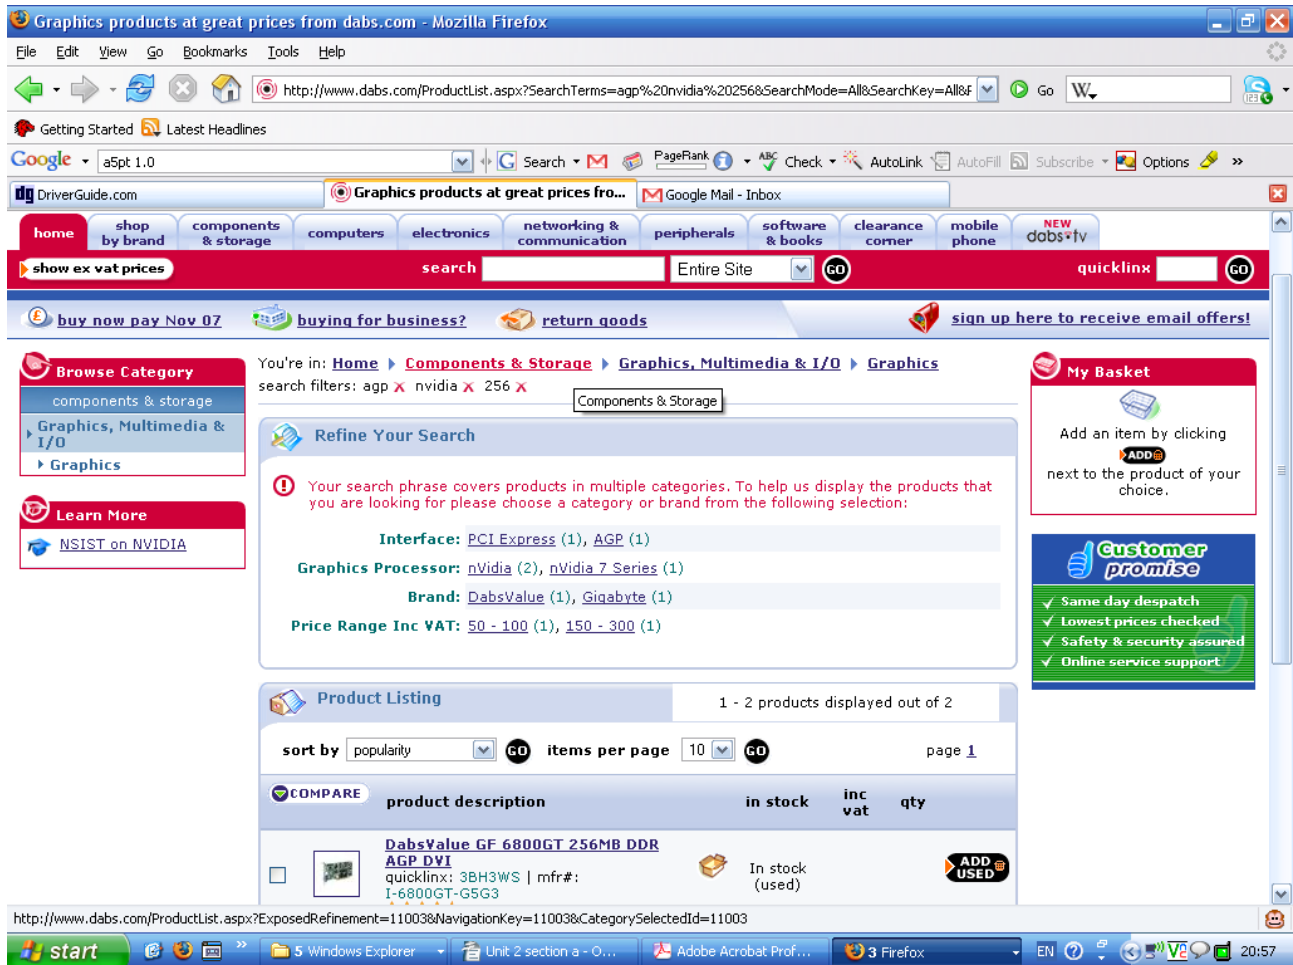 Graphics products at great prices from dabs.com - Mozilla Firefox
File Edit View Go Bookmarks Tools Help
http://www.dabs.com/ProductList.aspx?SearchTerms=agp%20nvidia%20256&SearchMode=All&SearchKey=All& Go W
Getting Started Latest Headlines
Google a5pt 1.0 G Search PageRank ABC Check AutoLink AutoFill Subscribe Options »
dg DriverGuide.com Graphics products at great prices fro... Google Mail - Inbox
home shop by brand components & storage computers electronics networking & communication peripherals software & books clearance corner mobile phone NEW dabs tv
show ex vat prices search Entire Site GO quicklinx GO
£ buy now pay Nov 07 buying for business? return goods sign up here to receive email offers!
Browse Category
components & storage
Graphics, Multimedia & I/O
Graphics
Learn More
NSIST on NVIDIA
You're in: Home Components & Storage Graphics, Multimedia & I/O Graphics
search filters: agp x nvidia x 256 x
Components & Storage
Refine Your Search
Your search phrase covers products in multiple categories. To help us display the products that
you are looking for please choose a category or brand from the following selection:
Interface: PCI Express (1), AGP (1)
Graphics Processor: nVidia (2), nVidia 7 Series (1)
Brand: DabsValue (1), Gigabyte (1)
Price Range Inc VAT: 50 - 100 (1), 150 - 300 (1)
Product Listing 1 - 2 products displayed out of 2
sort by popularity GO items per page 10 GO page 1
COMPARE product description in stock inc vat qty
DabsValue GF 6800GT 256MB DDR
AGP DVI
quicklinx: 3BH3WS | mfr#:
I-6800GT-G5G3
In stock
(used)
ADD
USED
My Basket
Add an item by clicking
ADD
next to the product of your
choice.
Customer
promise
Same day despatch
Lowest prices checked
Safety & security assured
Online service support
http://www.dabs.com/ProductList.aspx?ExposedRefinement=11003&NavigationKey=11003&CategorySelectedId=11003
start » 5 Windows Explorer Unit 2 section a - O... Adobe Acrobat Prof... 3 Firefox EN 20:57